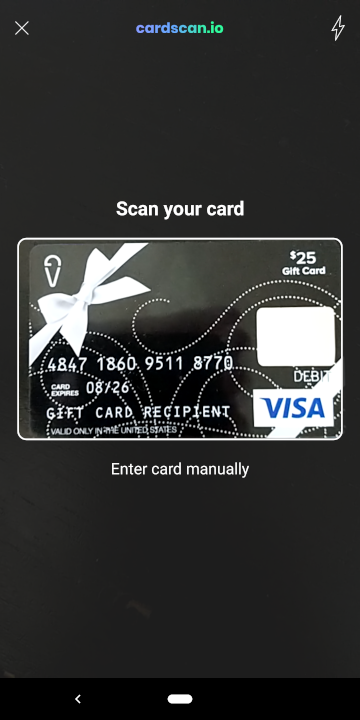 cardscan.io
Scan your card
$25
Gift Card
4847 1860 9511 8770
DEBIT
CARD
EXPIRES 08/26
GIFT CARD RECIPIENT
VISA
VALID ONLY IN THE UNITED STATES
Enter card manually